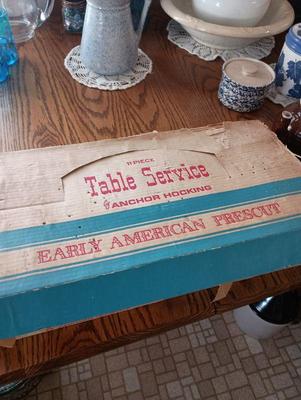 11 PIECE
Table Service
ANCHOR HOCKING
EARLY AMERICAN PRESCUT